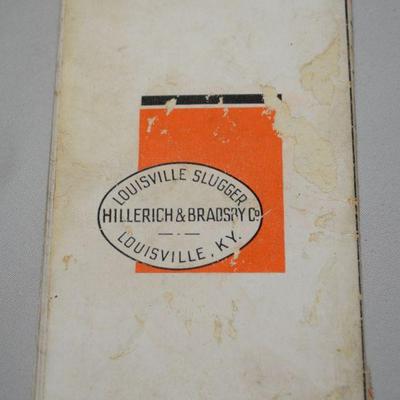 LOUISVILLE SLUGGER
HILLERICH & BRADSBY Co
LOUISVILLE, KY.